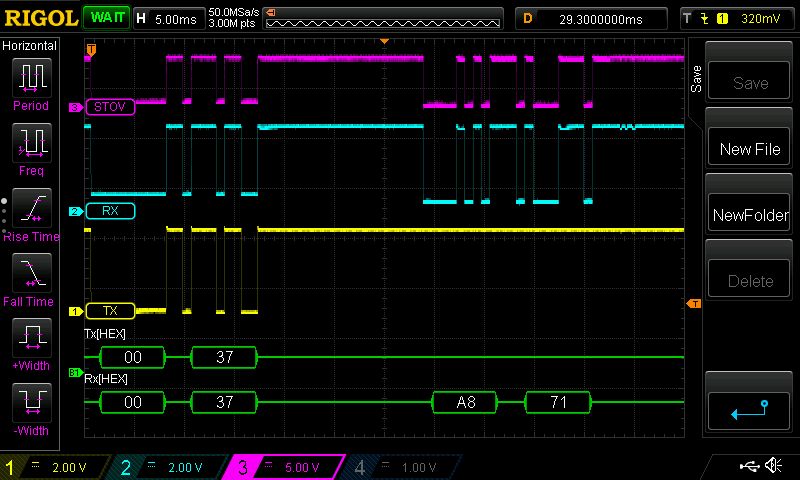 RIGOL WAIT H 5.00ms 50.0MSa/s 3.00M pts D 29.3000000ms T 1 320mV
Horizontal
Period
Freq
Rise Time
Fall Time
+Width
-Width
T
3 STOV
2 RX
1 TX
T
Tx[HEX]
00 37
B1
Rx[HEX]
00 37 A8 71
Save
Save
New File
NewFolder
Delete
1 2.00 V 2 2.00 V 3 5.00 V 4 1.00 V